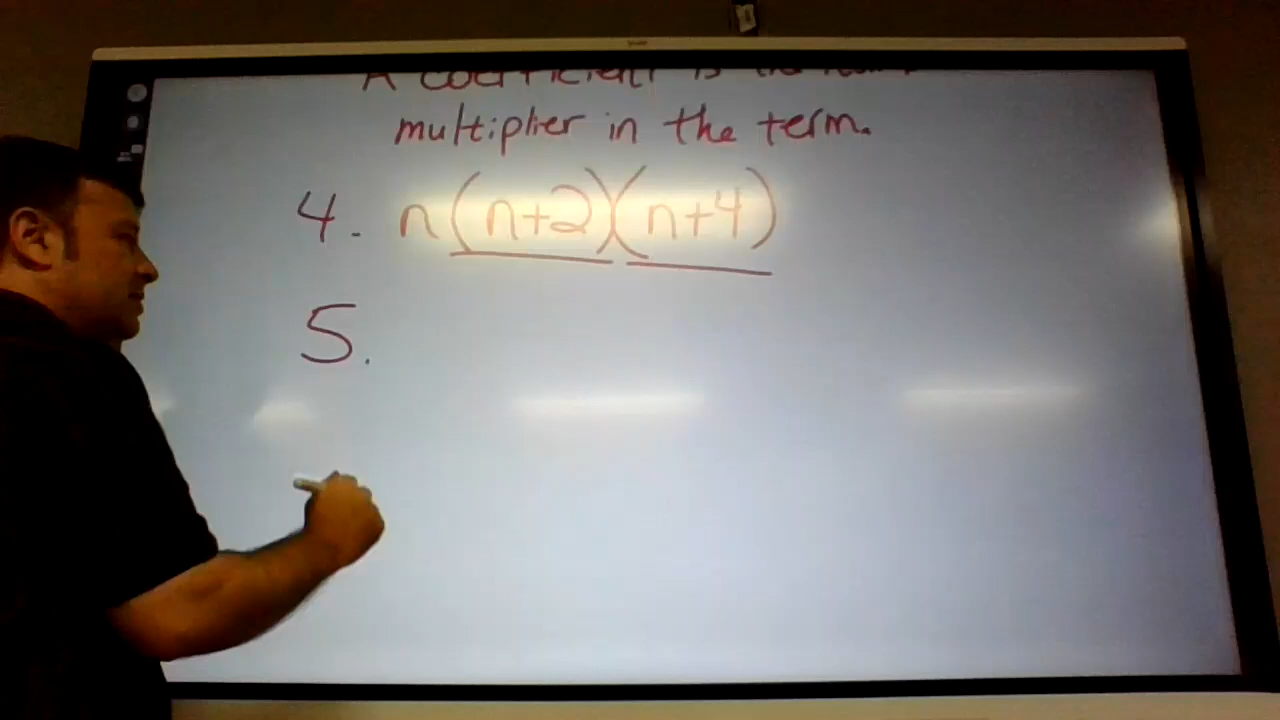 A coefficient is the
multiplier in the term.
4. n(n+2)(n+4)
5.